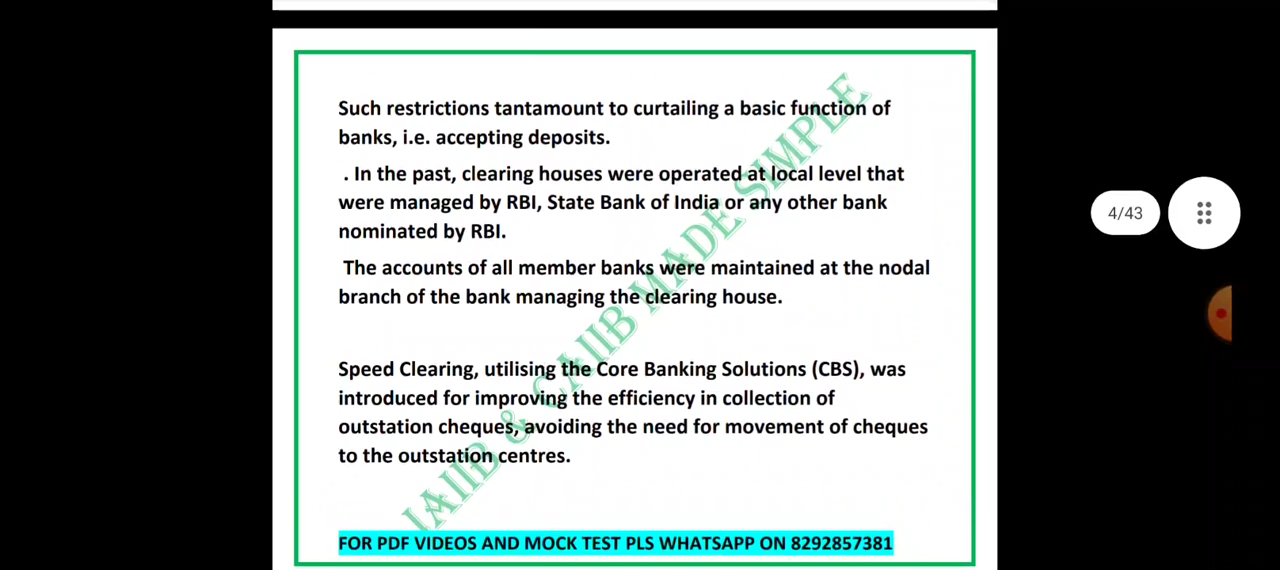 Such restrictions tantamount to curtailing a basic function of
banks, i.e. accepting deposits.
. In the past, clearing houses were operated at local level that
were managed by RBI, State Bank of India or any other bank
nominated by RBI.
The accounts of all member banks were maintained at the nodal
branch of the bank managing the clearing house.
Speed Clearing, utilising the Core Banking Solutions (CBS), was
introduced for improving the efficiency in collection of
outstation cheques, avoiding the need for movement of cheques
to the outstation centres.
FOR PDF VIDEOS AND MOCK TEST PLS WHATSAPP ON 8292857381
JAIIB & CAIIB MADE SIMPLE
4/43